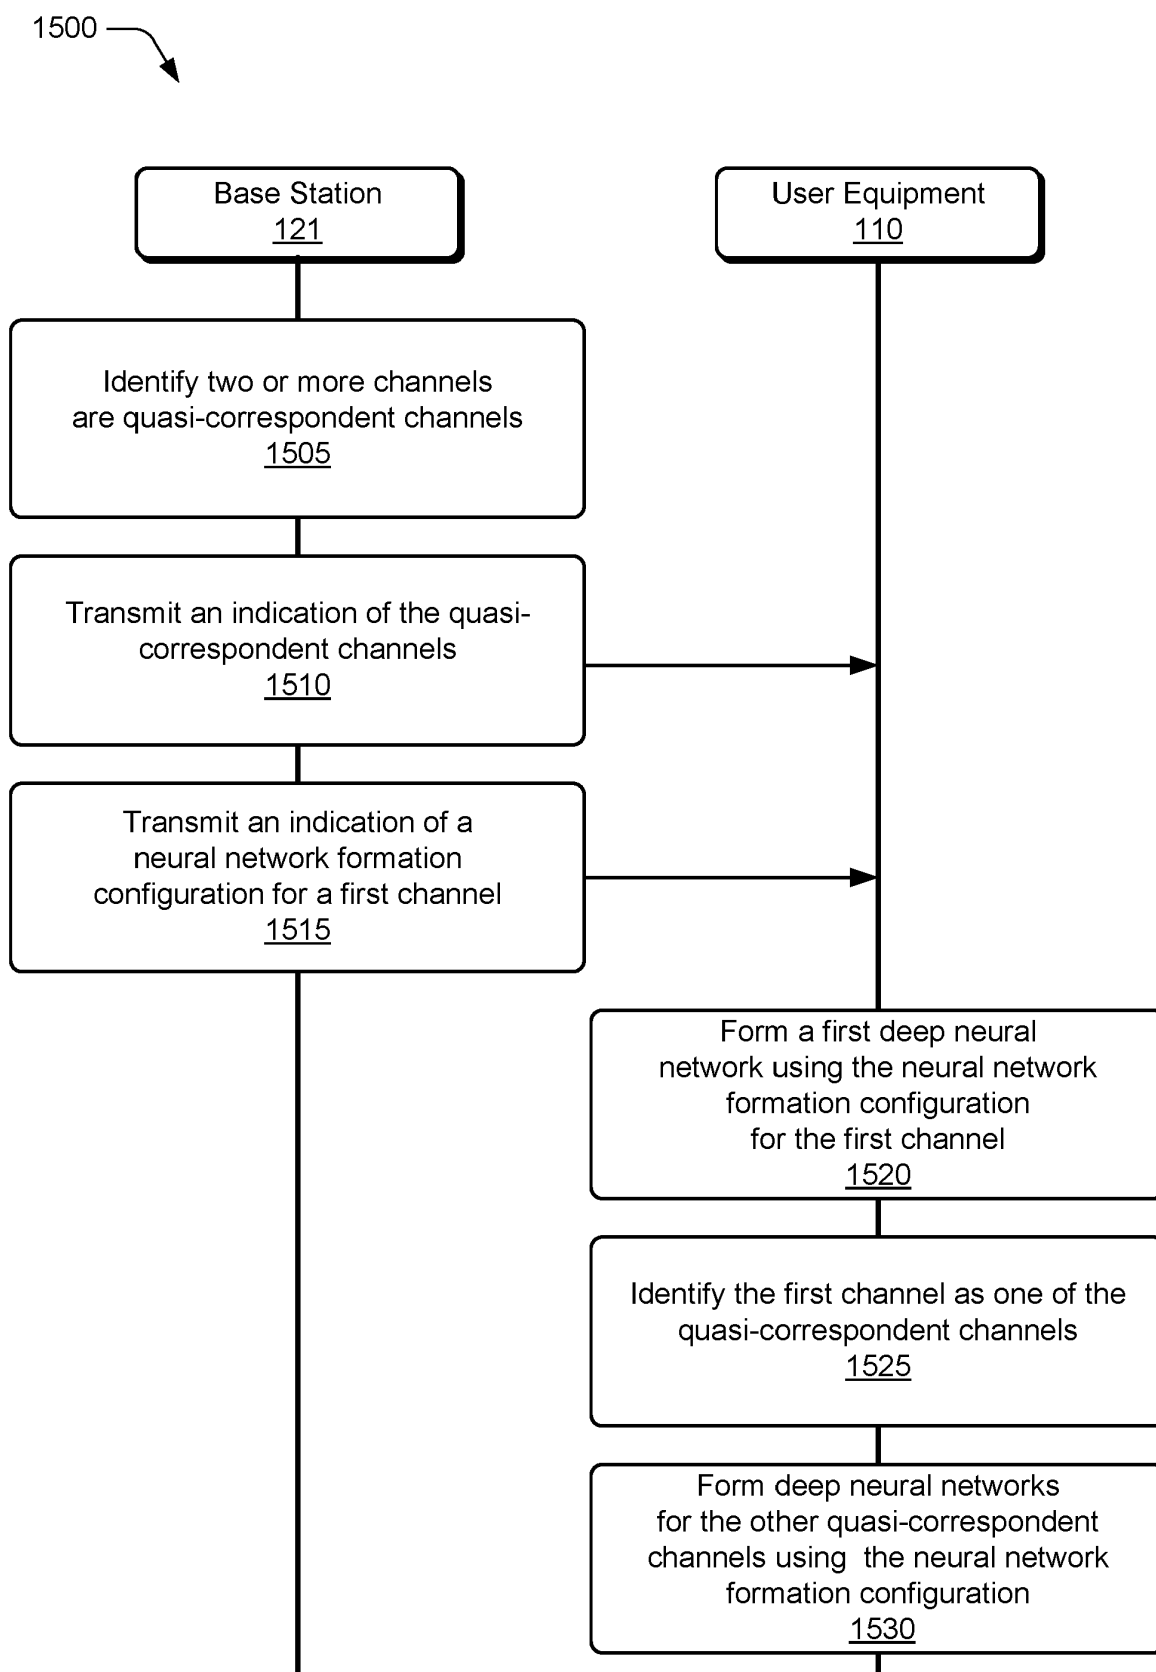 1500
Base Station
121
User Equipment
110
Identify two or more channels
are quasi-correspondent channels
1505
Transmit an indication of the quasi-
correspondent channels
1510
Transmit an indication of a
neural network formation
configuration for a first channel
1515
Form a first deep neural
network using the neural network
formation configuration
for the first channel
1520
Identify the first channel as one of the
quasi-correspondent channels
1525
Form deep neural networks
for the other quasi-correspondent
channels using  the neural network
formation configuration
1530